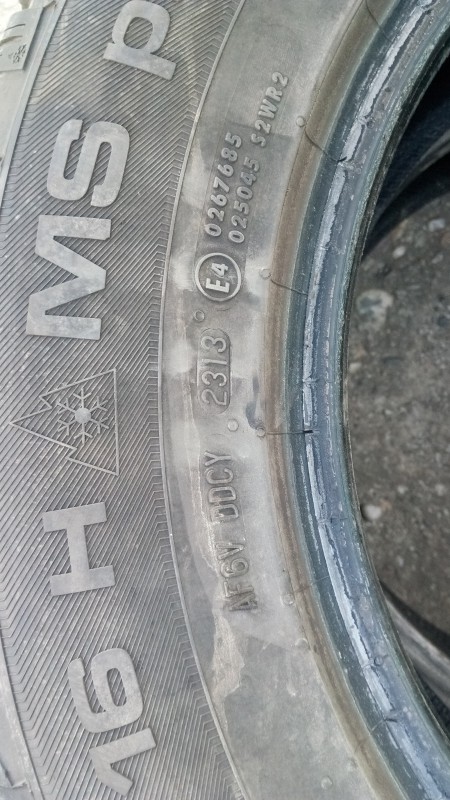 16 H MS p
AF6V DDCY 2313 E4 0267685
025045 S2WR2